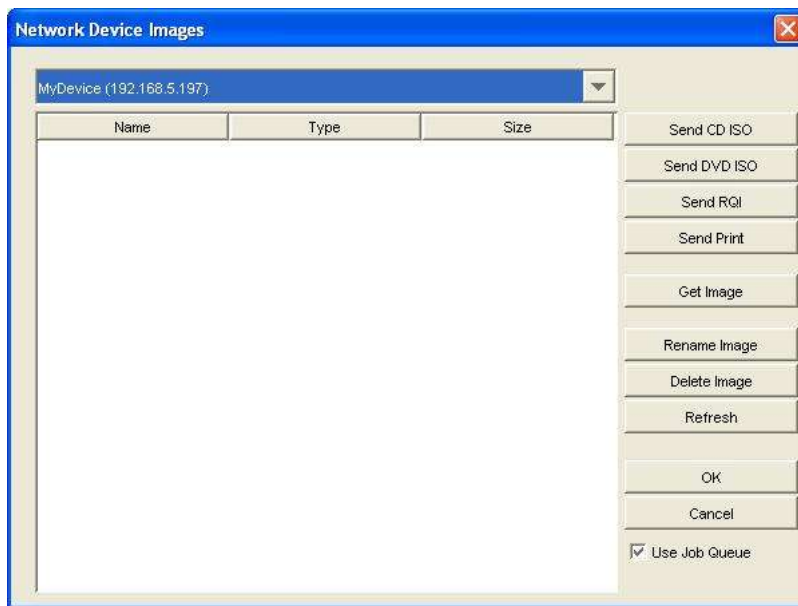 Network Device Images
MyDevice (192.168.5.197)
Name Type Size
Send CD ISO
Send DVD ISO
Send RQI
Send Print
Get Image
Rename Image
Delete Image
Refresh
OK
Cancel
Use Job Queue